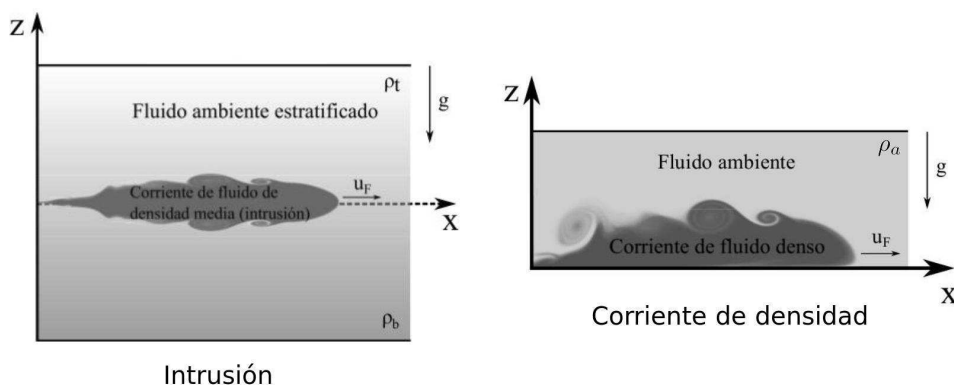 Z
ρt
g
Fluido ambiente estratificado
Corriente de fluido de
densidad media (intrusión)
uF
X
ρb
Intrusión
Z
ρa
Fluido ambiente
g
Corriente de fluido denso
uF
X
Corriente de densidad